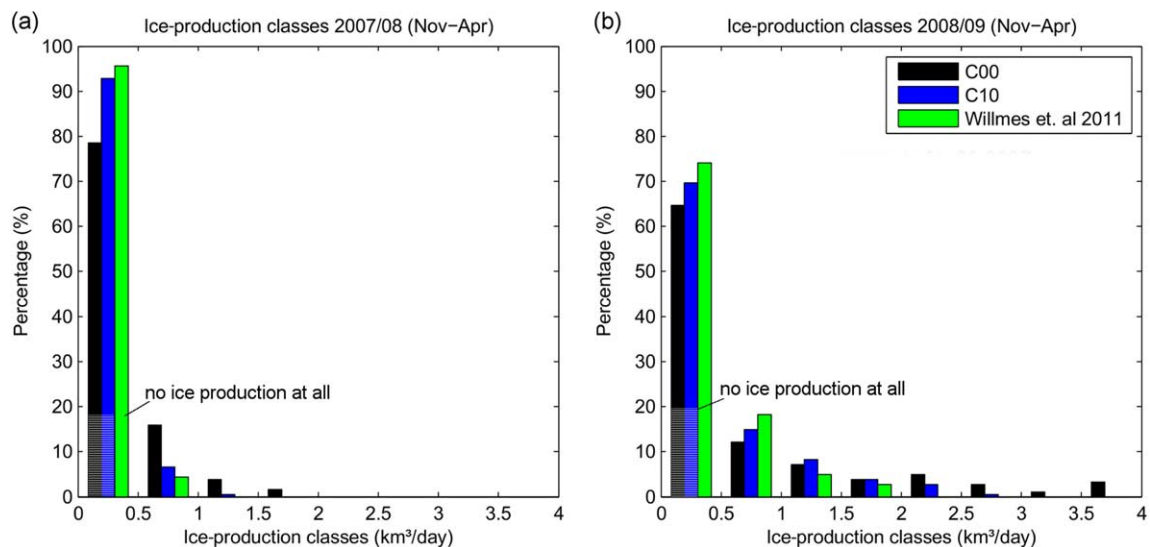 (a)
Ice-production classes 2007/08 (Nov–Apr)
100
90
80
70
60
50
40
30
20
10
0
Percentage (%)
no ice production at all
0 0.5 1 1.5 2 2.5 3 3.5 4
Ice-production classes (km³/day)
(b)
Ice-production classes 2008/09 (Nov–Apr)
C00
C10
Willmes et. al 2011
100
90
80
70
60
50
40
30
20
10
0
Percentage (%)
no ice production at all
0 0.5 1 1.5 2 2.5 3 3.5 4
Ice-production classes (km³/day)